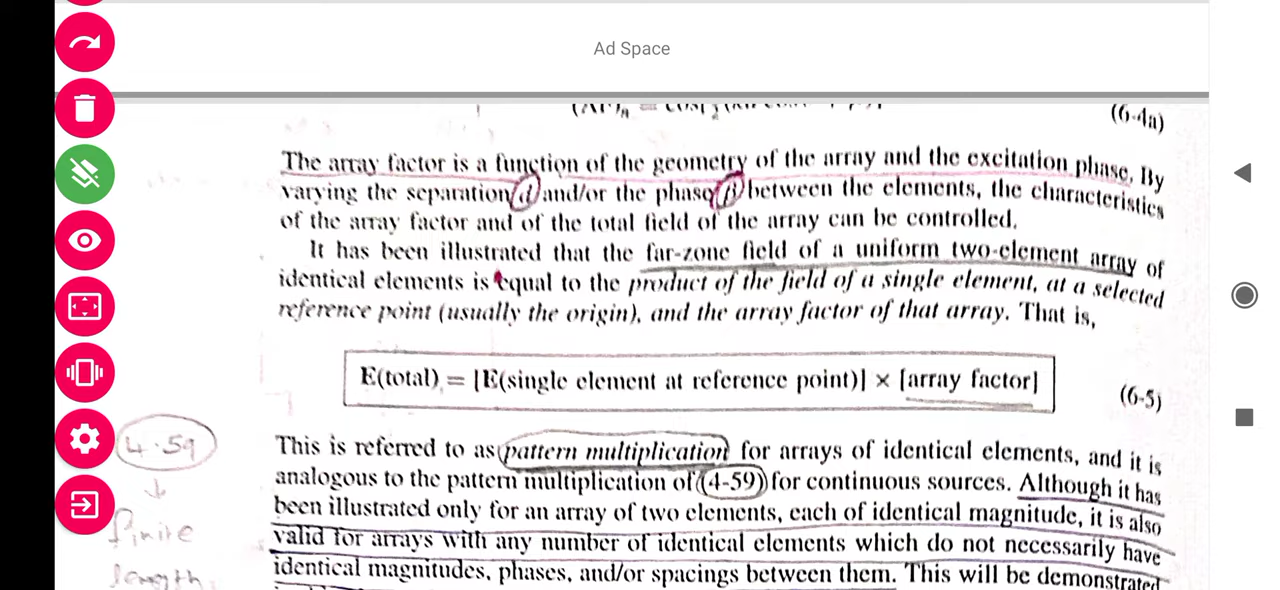 Ad Space
(6-4a)
The array factor is a function of the geometry of the array and the excitation phase. By
varying the separation d and/or the phase β between the elements, the characteristics
of the array factor and of the total field of the array can be controlled.
It has been illustrated that the far-zone field of a uniform two-element array of
identical elements is equal to the product of the field of a single element, at a selected
reference point (usually the origin), and the array factor of that array. That is,
E(total) = [E(single element at reference point)] × [array factor]
(6-5)
This is referred to as pattern multiplication for arrays of identical elements, and it is
4.59
analogous to the pattern multiplication of (4-59) for continuous sources. Although it has
been illustrated only for an array of two elements, each of identical magnitude, it is also
finite
valid for arrays with any number of identical elements which do not necessarily have
length.
identical magnitudes, phases, and/or spacings between them. This will be demonstrated